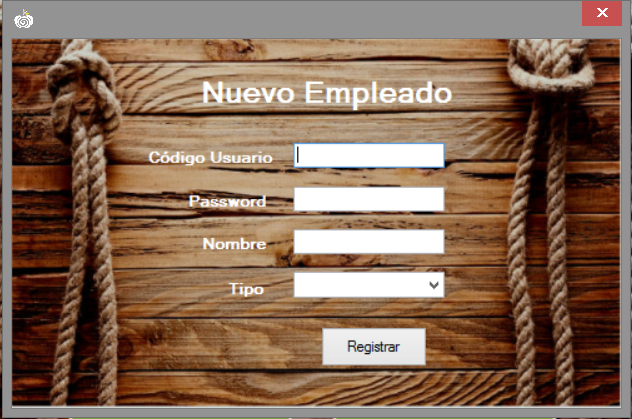 Nuevo Empleado
Código Usuario
Password
Nombre
Tipo
Registrar